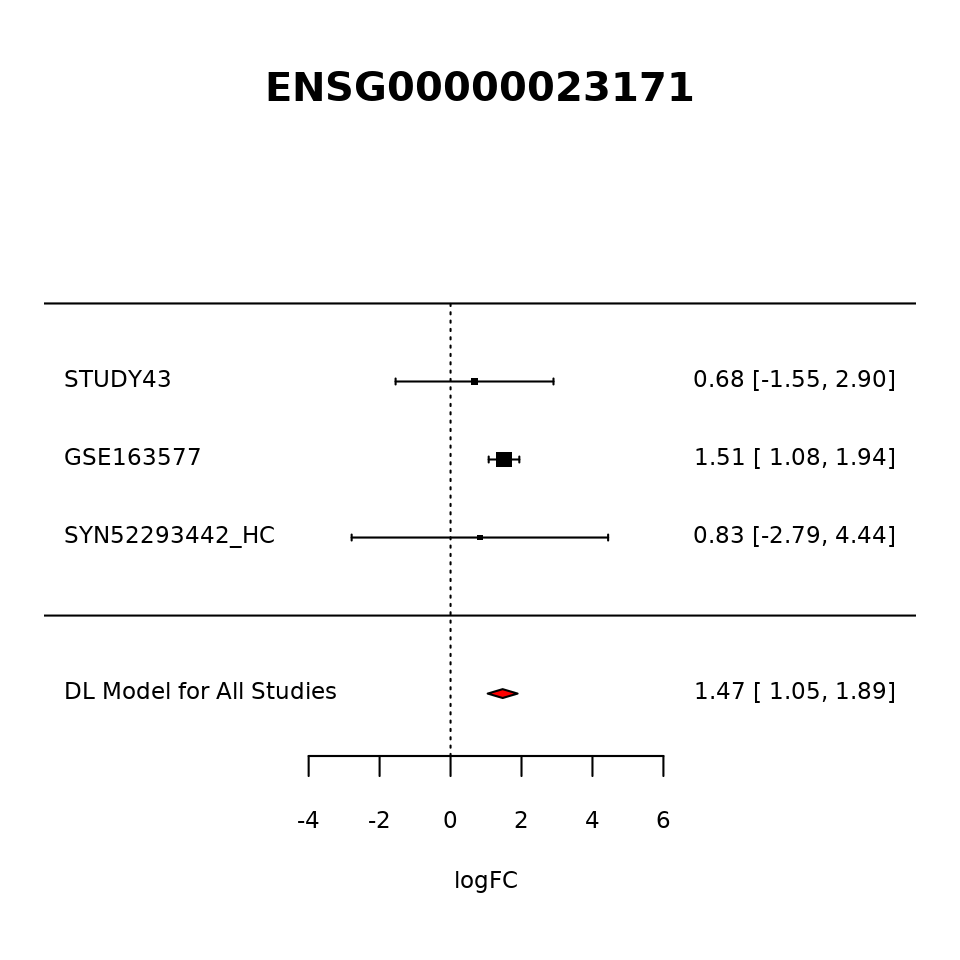 ENSG00000023171
STUDY43 0.68 [-1.55, 2.90]
GSE163577 1.51 [ 1.08, 1.94]
SYN52293442_HC 0.83 [-2.79, 4.44]
DL Model for All Studies 1.47 [ 1.05, 1.89]
-4 -2 0 2 4 6
logFC